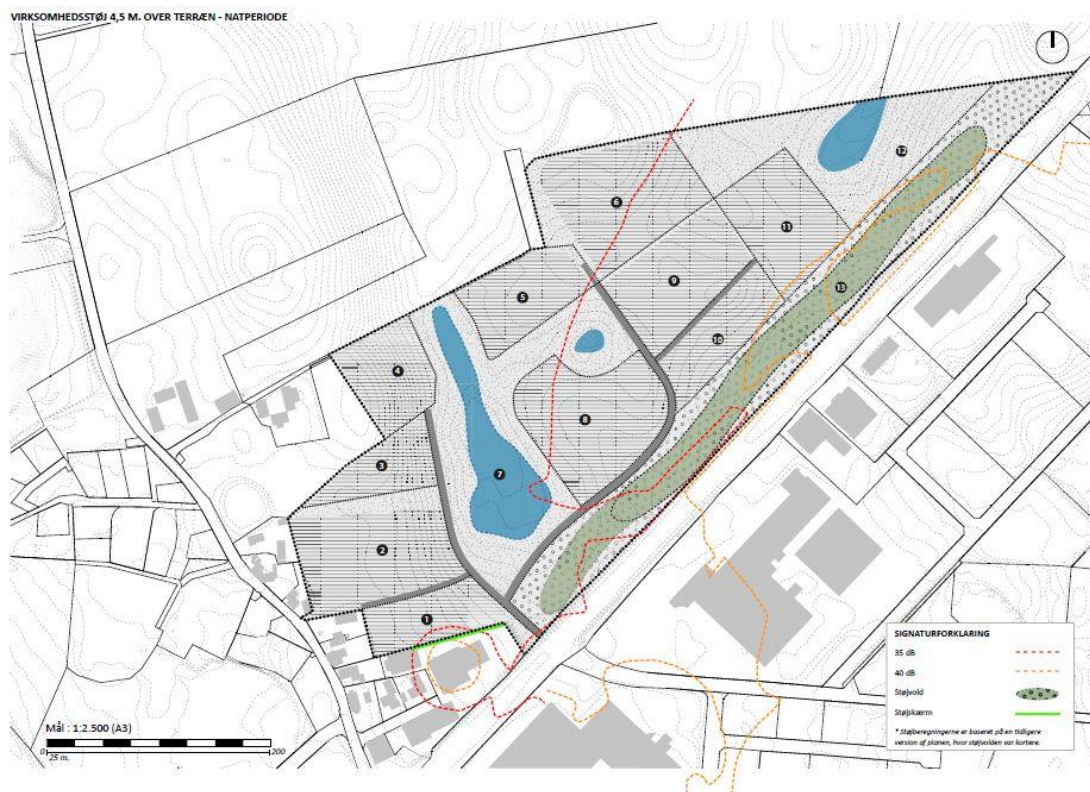 VIRKSOMHEDSSTØJ 4,5 M. OVER TERRÆN - NATPERIODE
12
6
11
9
5
13
10
4
8
3
7
2
1
SIGNATURFORKLARING
35 dB
40 dB
Støjvold
Støjskærm
* Støjberegningerne er baseret på en tidligere
version af planen, hvor støjvolden var kortere.
Mål : 1:2.500 (A3)
0
200
25 m.